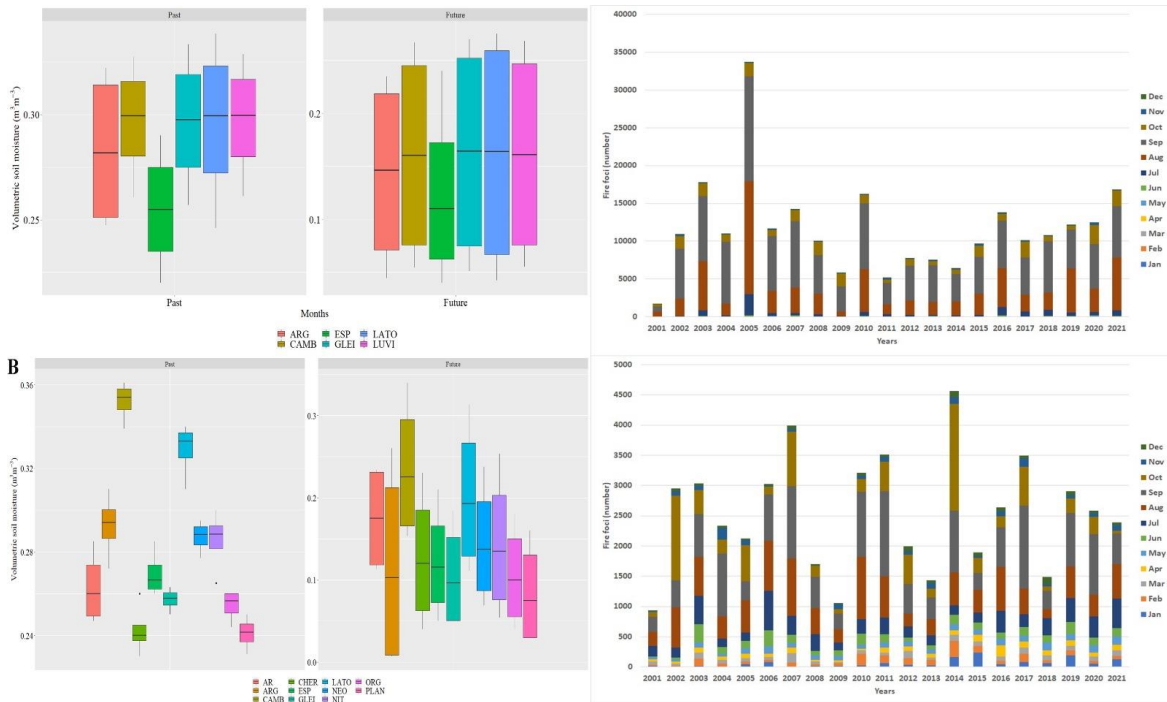 Past
Future
Volumetric soil moisture (m³m⁻³)
0.30
0.25
0.2
0.1
Past
Future
Months
ARG ESP LATO
CAMB GLEI LUVI
40000
35000
30000
25000
20000
15000
10000
5000
0
Fire foci (number)
2001 2002 2003 2004 2005 2006 2007 2008 2009 2010 2011 2012 2013 2014 2015 2016 2017 2018 2019 2020 2021
Years
Dec
Nov
Oct
Sep
Aug
Jul
Jun
May
Apr
Mar
Feb
Jan
B
Past
Future
Volumetric soil moisture (m³m⁻³)
0.36
0.32
0.28
0.24
0.3
0.2
0.1
0.0
AR CHER LATO ORG
ARG ESP NEO PLAN
CAMB GLEI NIT
5000
4500
4000
3500
3000
2500
2000
1500
1000
500
0
Fire foci (number)
2001 2002 2003 2004 2005 2006 2007 2008 2009 2010 2011 2012 2013 2014 2015 2016 2017 2018 2019 2020 2021
Years
Dec
Nov
Oct
Sep
Aug
Jul
Jun
May
Apr
Mar
Feb
Jan